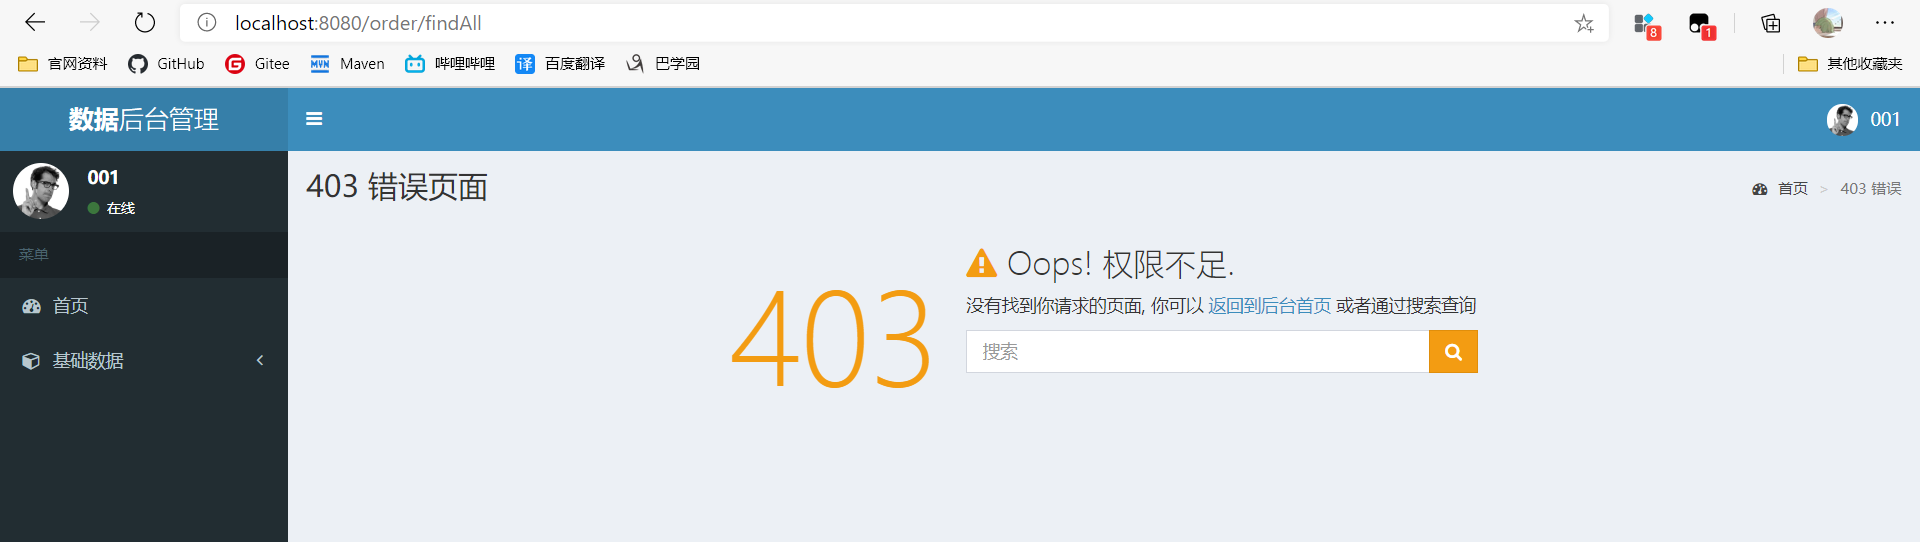 localhost:8080/order/findAll
8
1
官网资料 GitHub Gitee MVN Maven 哔哩哔哩 译 百度翻译 巴学园 其他收藏夹
数据后台管理
001
001
在线
菜单
首页
基础数据
403 错误页面
首页 > 403 错误
403
Oops! 权限不足.
没有找到你请求的页面, 你可以 返回到后台首页 或者通过搜索查询
搜索